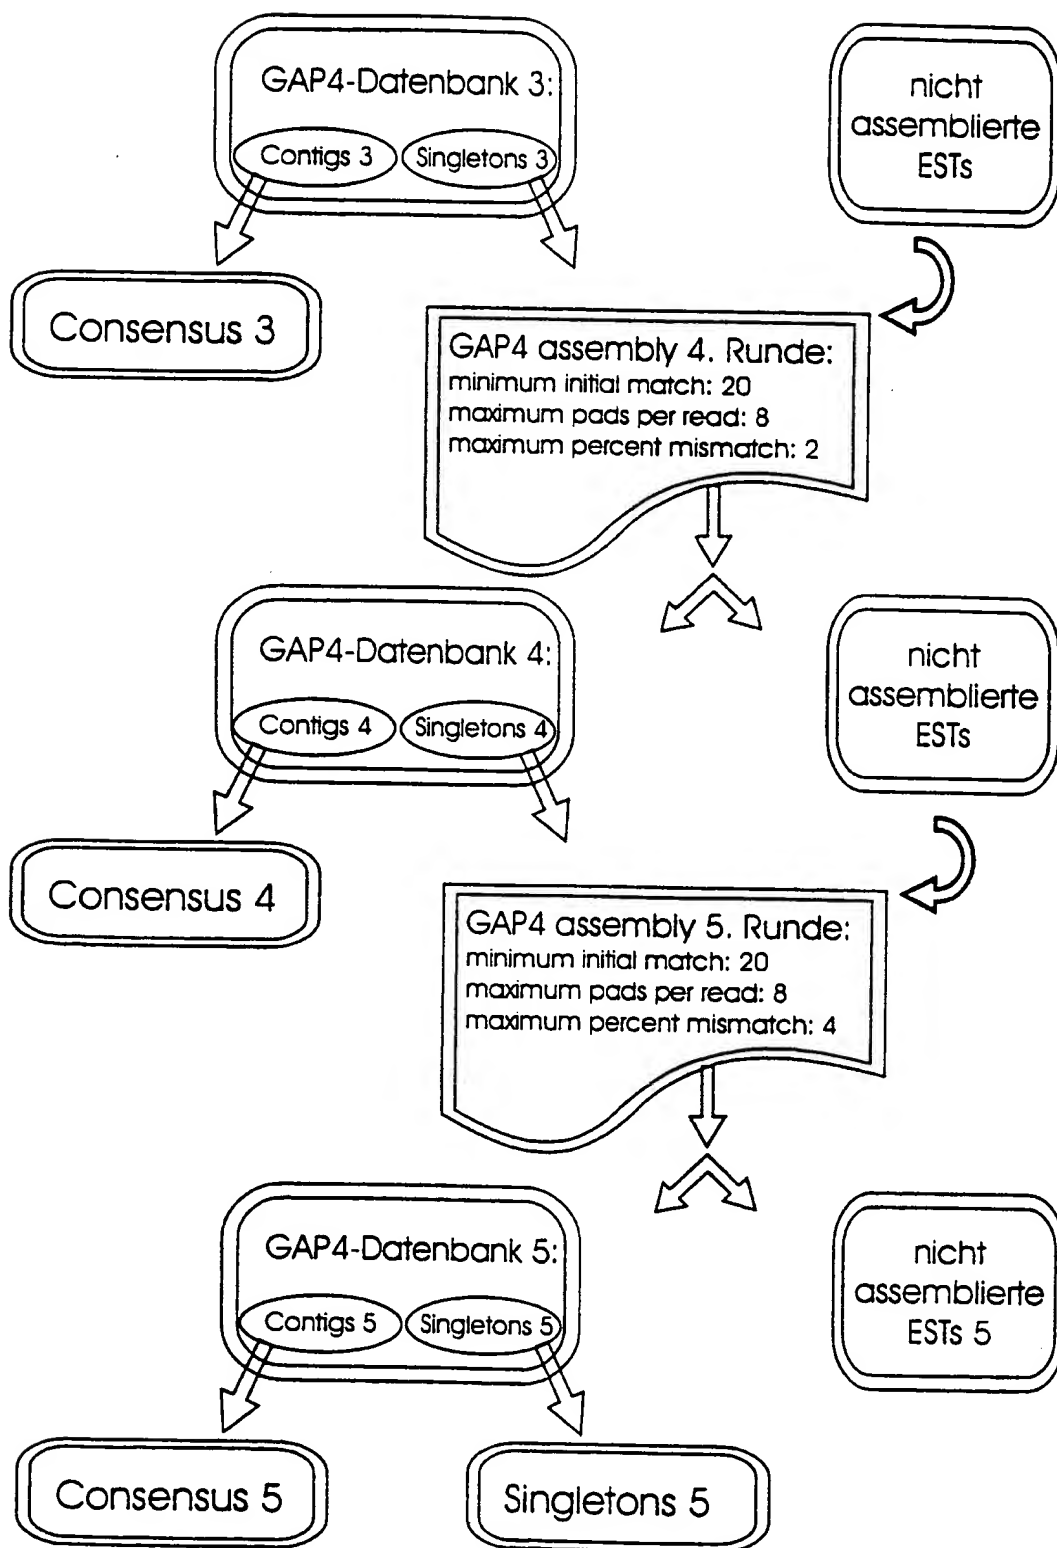 GAP4-Datenbank 3:
Contigs 3
Singletons 3
nicht
assemblierte
ESTs
Consensus 3
GAP4 assembly 4. Runde:
minimum initial match: 20
maximum pads per read: 8
maximum percent mismatch: 2
GAP4-Datenbank 4:
Contigs 4
Singletons 4
nicht
assemblierte
ESTs
Consensus 4
GAP4 assembly 5. Runde:
minimum initial match: 20
maximum pads per read: 8
maximum percent mismatch: 4
GAP4-Datenbank 5:
Contigs 5
Singletons 5
nicht
assemblierte
ESTs 5
Consensus 5
Singletons 5